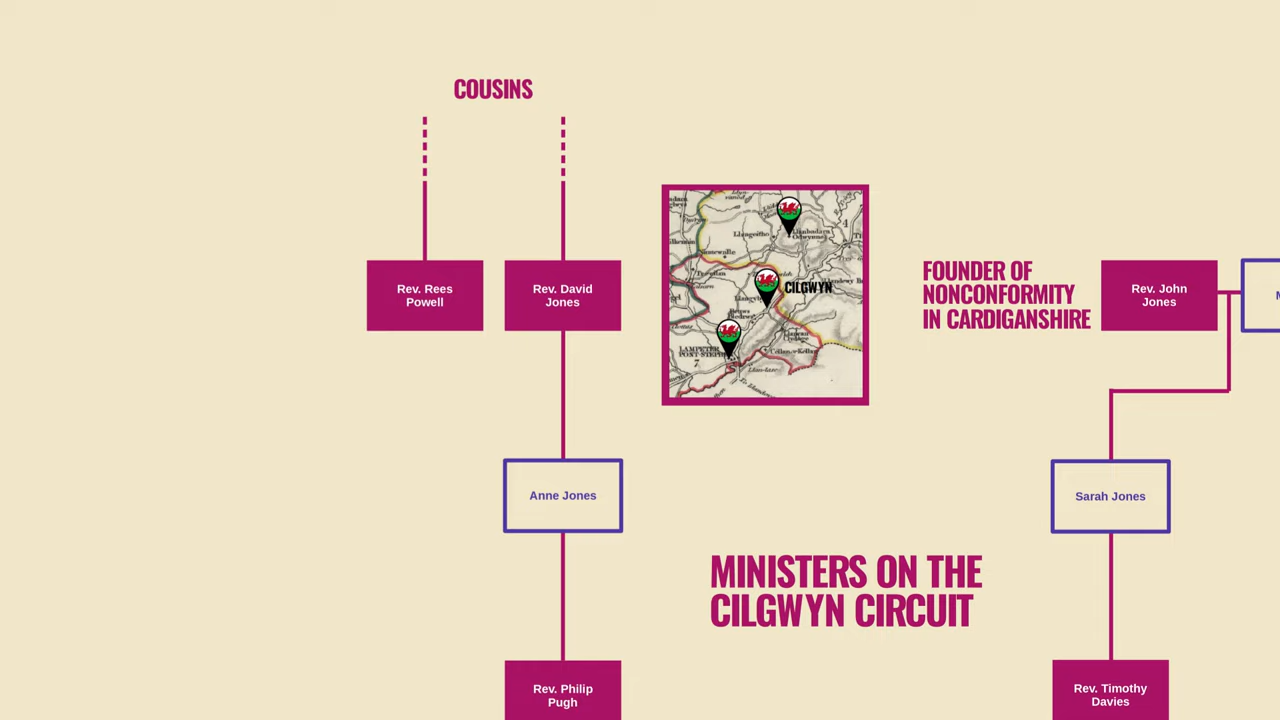 COUSINS
Rev. Rees
Powell
Rev. David
Jones
CILGWYN
FOUNDER OF
NONCONFORMITY
IN CARDIGANSHIRE
Rev. John
Jones
Anne Jones
Sarah Jones
MINISTERS ON THE
CILGWYN CIRCUIT
Rev. Philip
Pugh
Rev. Timothy
Davies